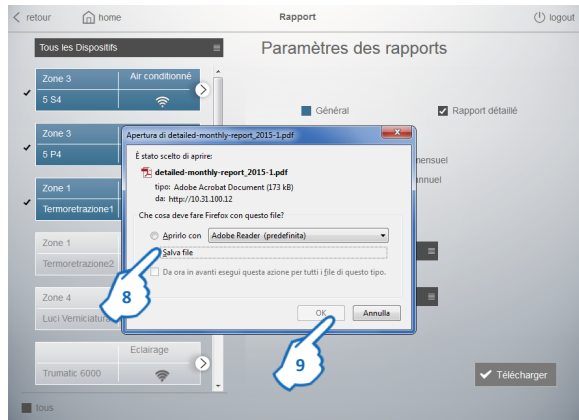 retour
home
Rapport
logout
Tous les Dispositifs
Paramètres des rapports
Zone 3
Air conditionné
5 S4
Général
Rapport détaillé
Zone 3
5 P4
Apertura di detailed-monthly-report_2015-1.pdf
È stato scelto di aprire:
detailed-monthly-report_2015-1.pdf
tipo: Adobe Acrobat Document (173 kB)
da: http://10.31.100.12
Che cosa deve fare Firefox con questo file?
Aprirlo con
Adobe Reader (predefinita)
Salva file
Da ora in avanti esegui questa azione per tutti i file di questo tipo.
OK
Annulla
mensuel
annuel
Zone 1
Termoretrazione1
Zone 1
Termoretrazione2
8
Zone 4
Luci Verniciatura
9
Eclairage
Trumatic 6000
Télécharger
tous